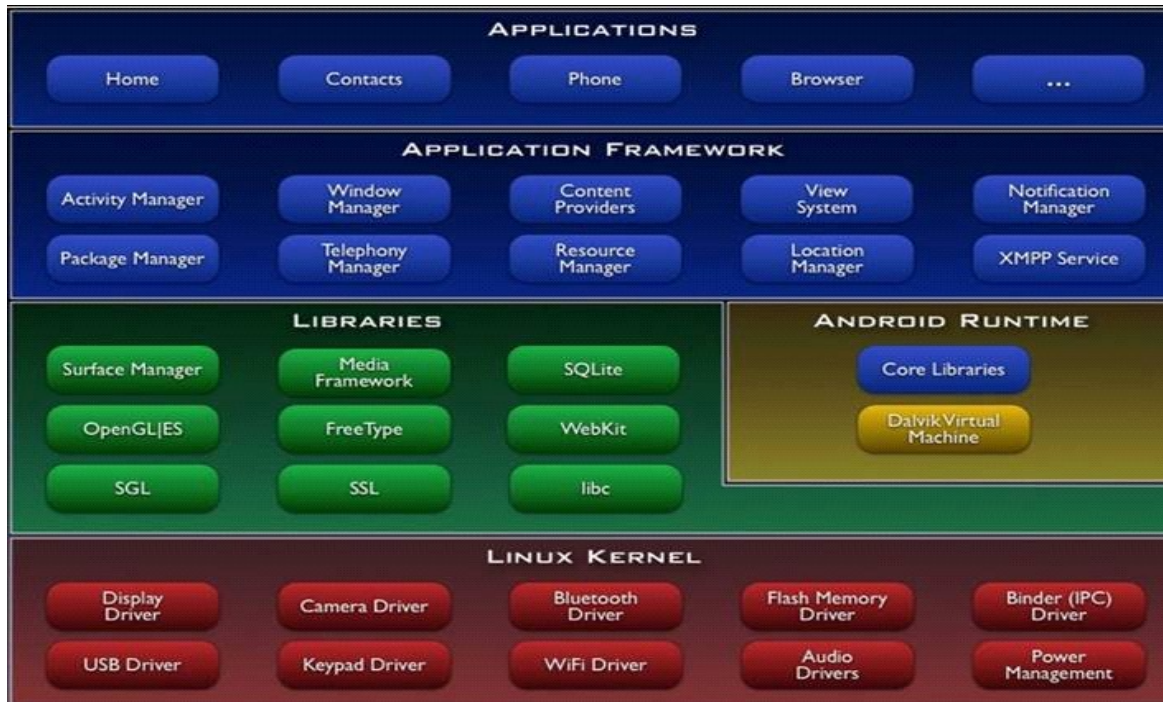 APPLICATIONS
Home
Contacts
Phone
Browser
...
APPLICATION FRAMEWORK
Activity Manager
Window
Manager
Content
Providers
View
System
Notification
Manager
Package Manager
Telephony
Manager
Resource
Manager
Location
Manager
XMPP Service
LIBRARIES
Surface Manager
Media
Framework
SQLite
OpenGL|ES
FreeType
WebKit
SGL
SSL
libc
ANDROID RUNTIME
Core Libraries
Dalvik Virtual
Machine
LINUX KERNEL
Display
Driver
Camera Driver
Bluetooth
Driver
Flash Memory
Driver
Binder (IPC)
Driver
USB Driver
Keypad Driver
WiFi Driver
Audio
Drivers
Power
Management